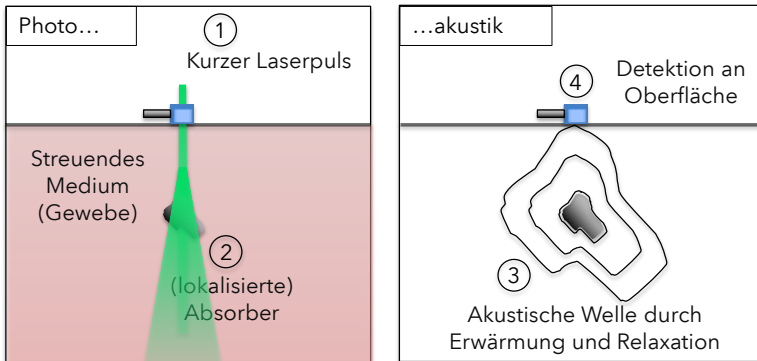 Photo…
1
Kurzer Laserpuls
Streuendes
Medium
(Gewebe)
2
(lokalisierte)
Absorber
…akustik
4
Detektion an
Oberfläche
3
Akustische Welle durch
Erwärmung und Relaxation